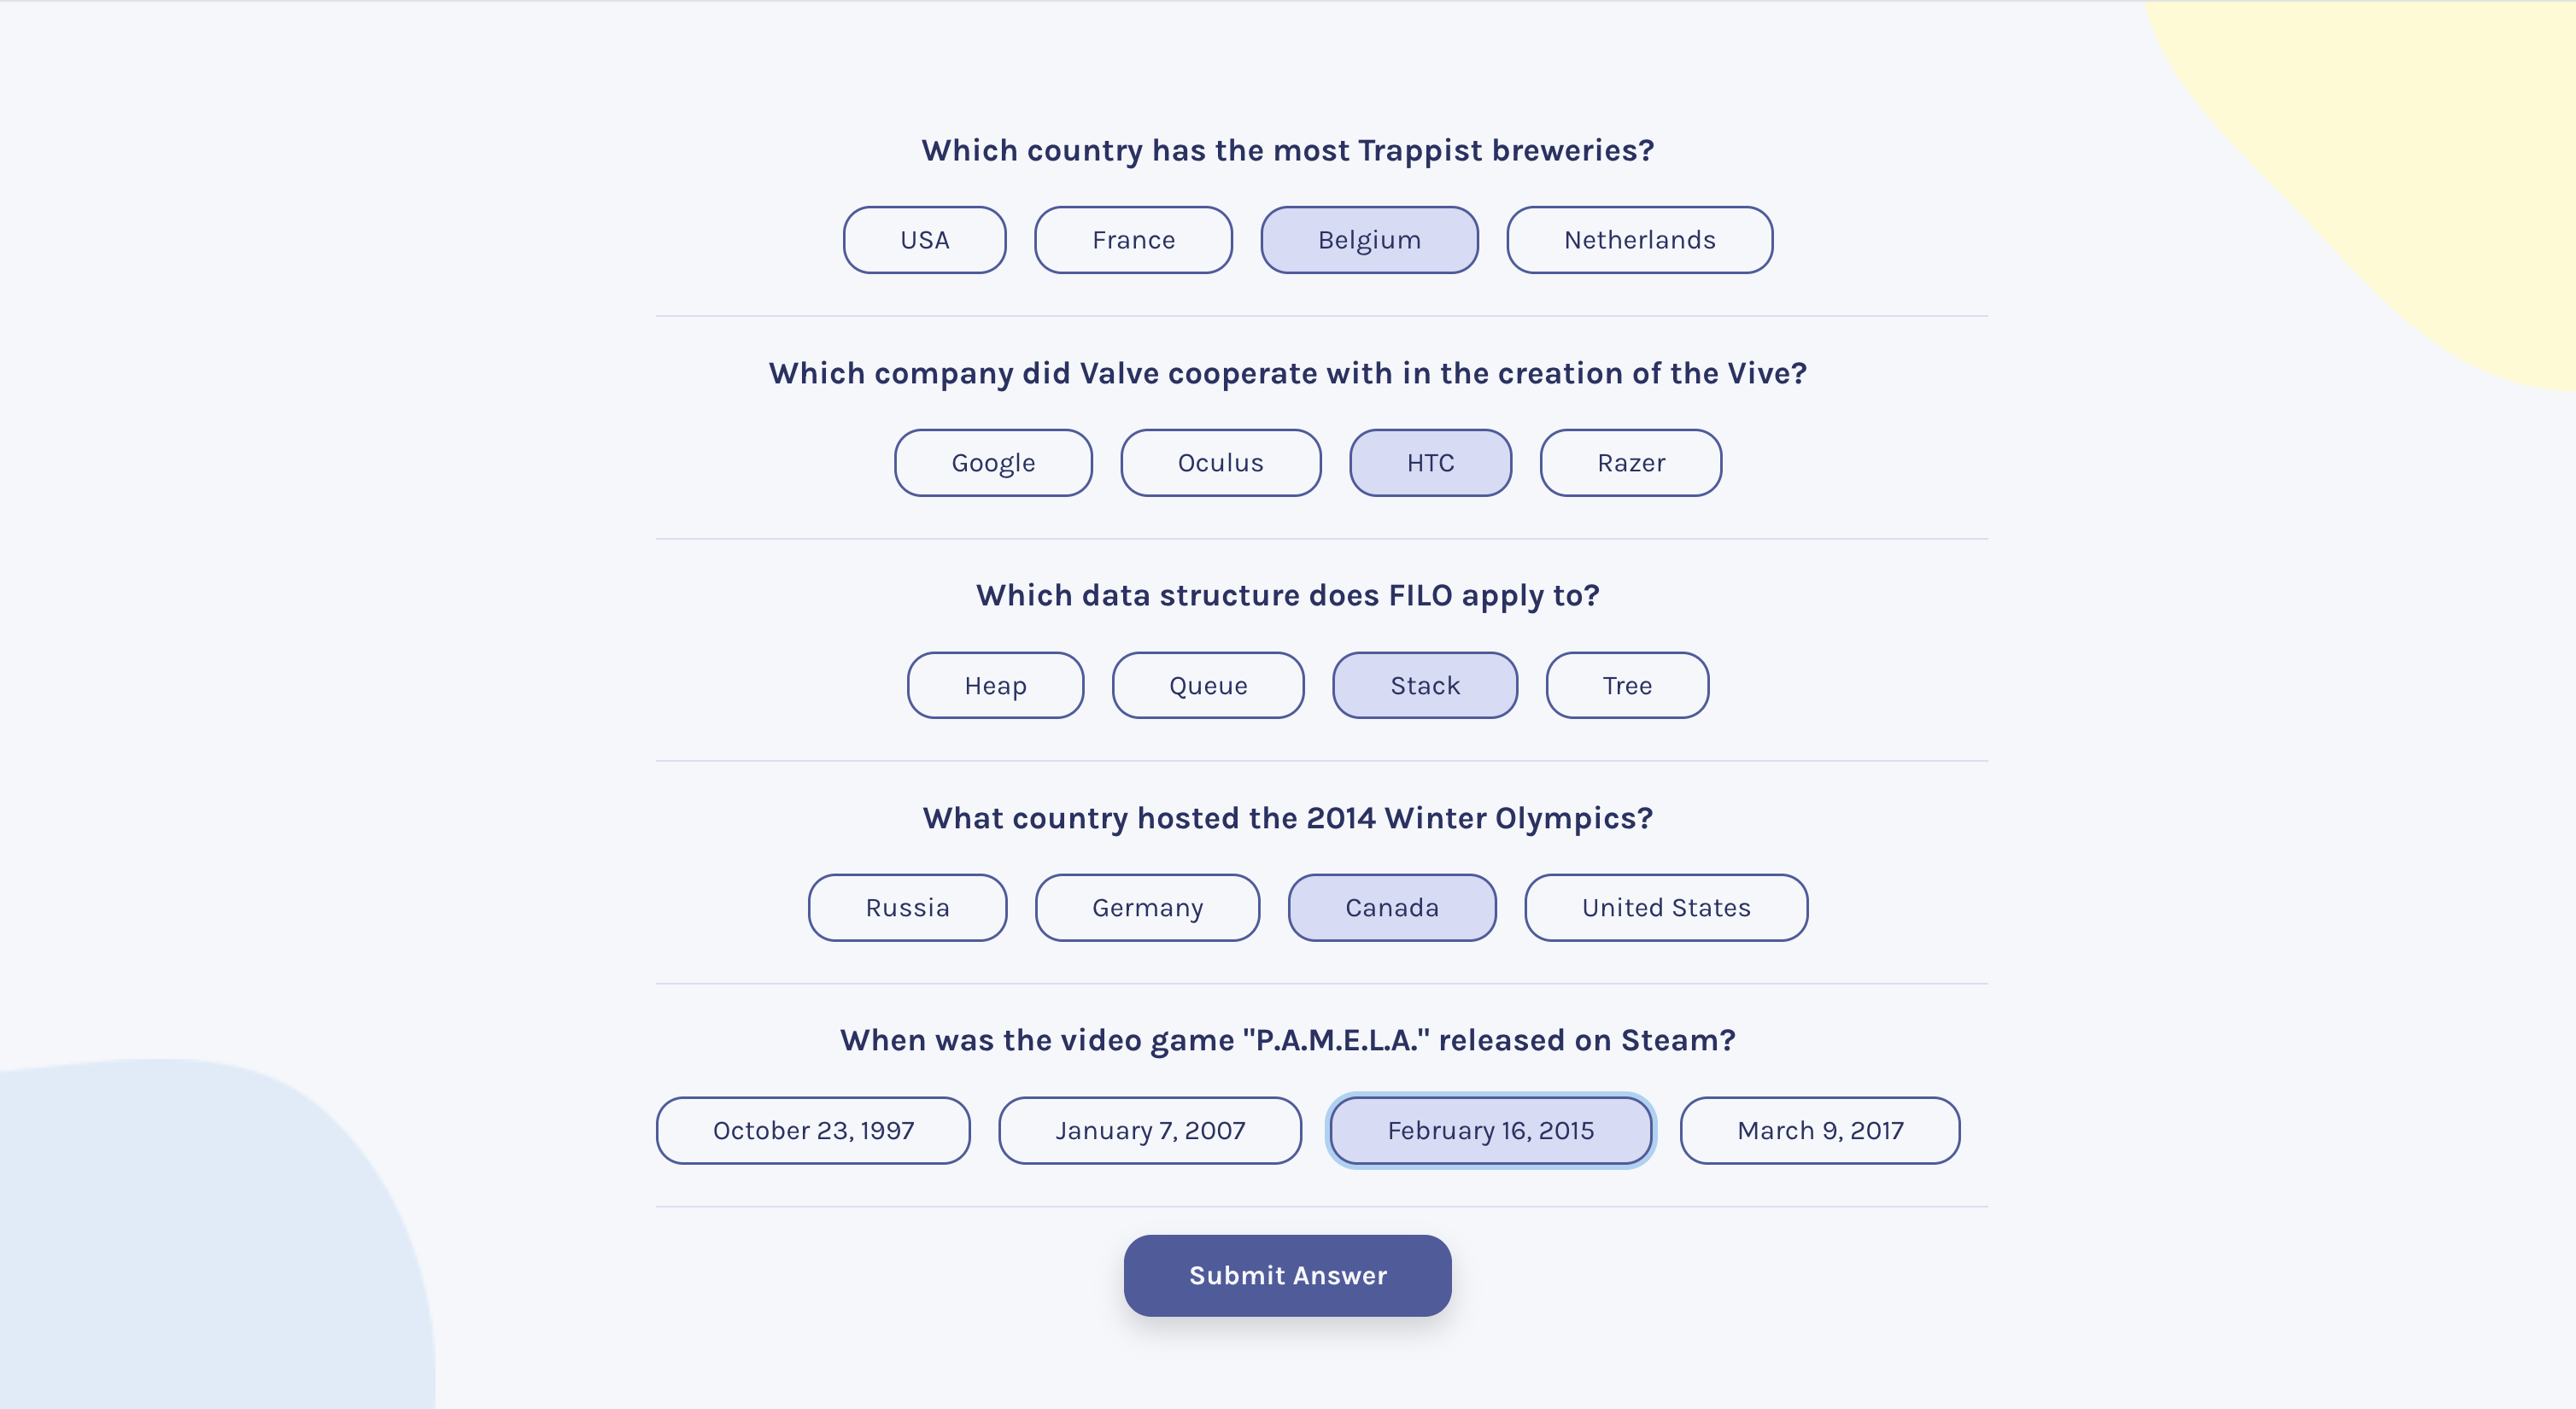 Which country has the most Trappist breweries?
USA France Belgium Netherlands
Which company did Valve cooperate with in the creation of the Vive?
Google Oculus HTC Razer
Which data structure does FILO apply to?
Heap Queue Stack Tree
What country hosted the 2014 Winter Olympics?
Russia Germany Canada United States
When was the video game "P.A.M.E.L.A." released on Steam?
October 23, 1997 January 7, 2007 February 16, 2015 March 9, 2017
Submit Answer